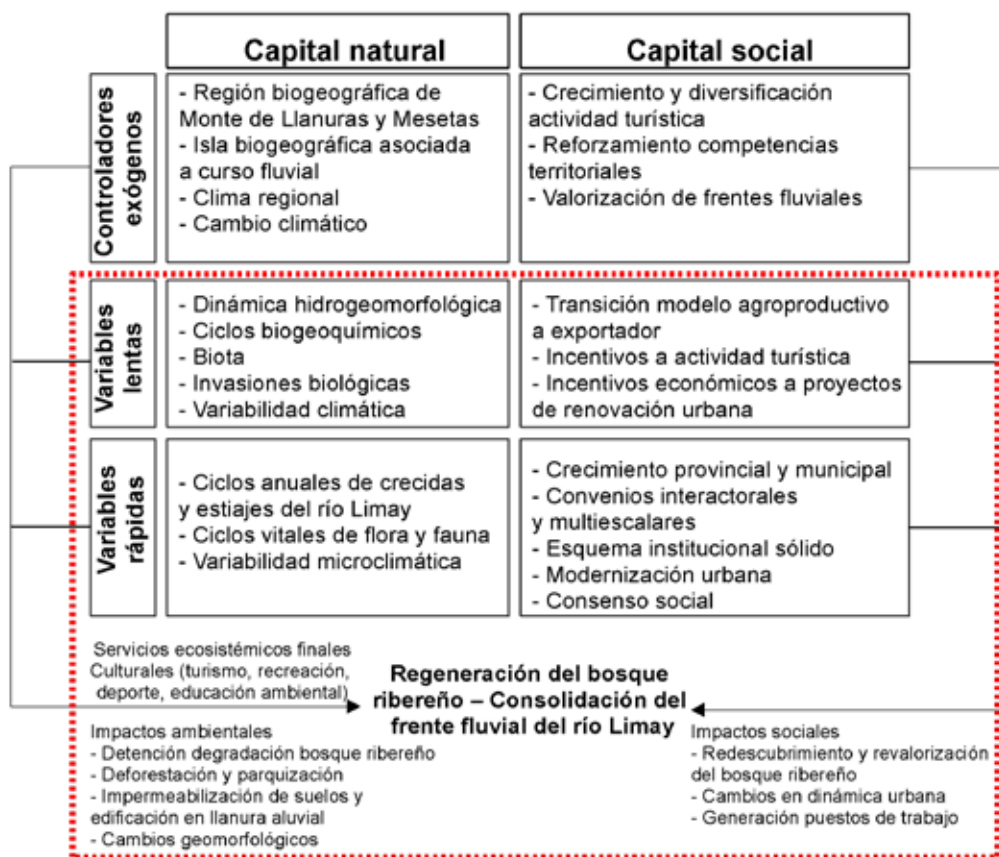 Capital natural
Capital social
Controladores
exógenos
- Región biogeográfica de
Monte de Llanuras y Mesetas
- Isla biogeográfica asociada
a curso fluvial
- Clima regional
- Cambio climático
- Crecimiento y diversificación
actividad turística
- Reforzamiento competencias
territoriales
- Valorización de frentes fluviales
Variables
lentas
- Dinámica hidrogeomorfológica
- Ciclos biogeoquímicos
- Biota
- Invasiones biológicas
- Variabilidad climática
- Transición modelo agroproductivo
a exportador
- Incentivos a actividad turística
- Incentivos económicos a proyectos
de renovación urbana
Variables
rápidas
- Ciclos anuales de crecidas
y estiajes del río Limay
- Ciclos vitales de flora y fauna
- Variabilidad microclimática
- Crecimiento provincial y municipal
- Convenios interactorales
y multiescalares
- Esquema institucional sólido
- Modernización urbana
- Consenso social
Servicios ecosistémicos finales
Culturales (turismo, recreación,
deporte, educación ambiental)
Regeneración del bosque
ribereño – Consolidación del
frente fluvial del río Limay
Impactos ambientales
- Detención degradación bosque ribereño
- Deforestación y parquización
- Impermeabilización de suelos y
edificación en llanura aluvial
- Cambios geomorfológicos
Impactos sociales
- Redescubrimiento y revalorización
del bosque ribereño
- Cambios en dinámica urbana
- Generación puestos de trabajo